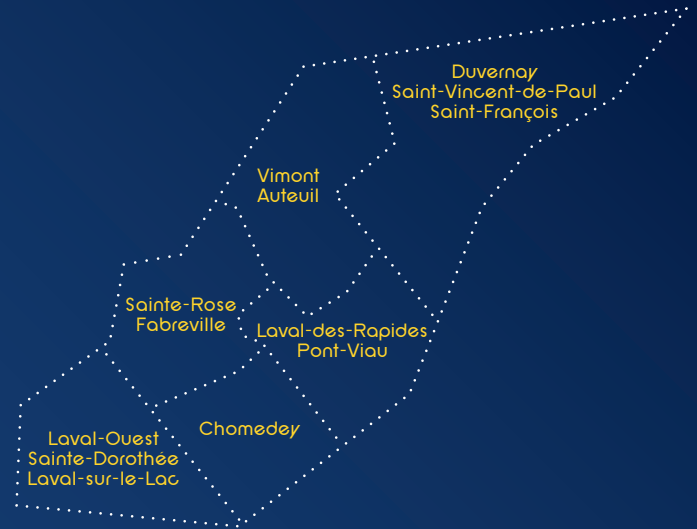 Duvernay
Saint-Vincent-de-Paul
Saint-François
Vimont
Auteuil
Sainte-Rose
Fabreville
Laval-des-Rapides
Pont-Viau
Chomedey
Laval-Ouest
Sainte-Dorothée
Laval-sur-le-Lac